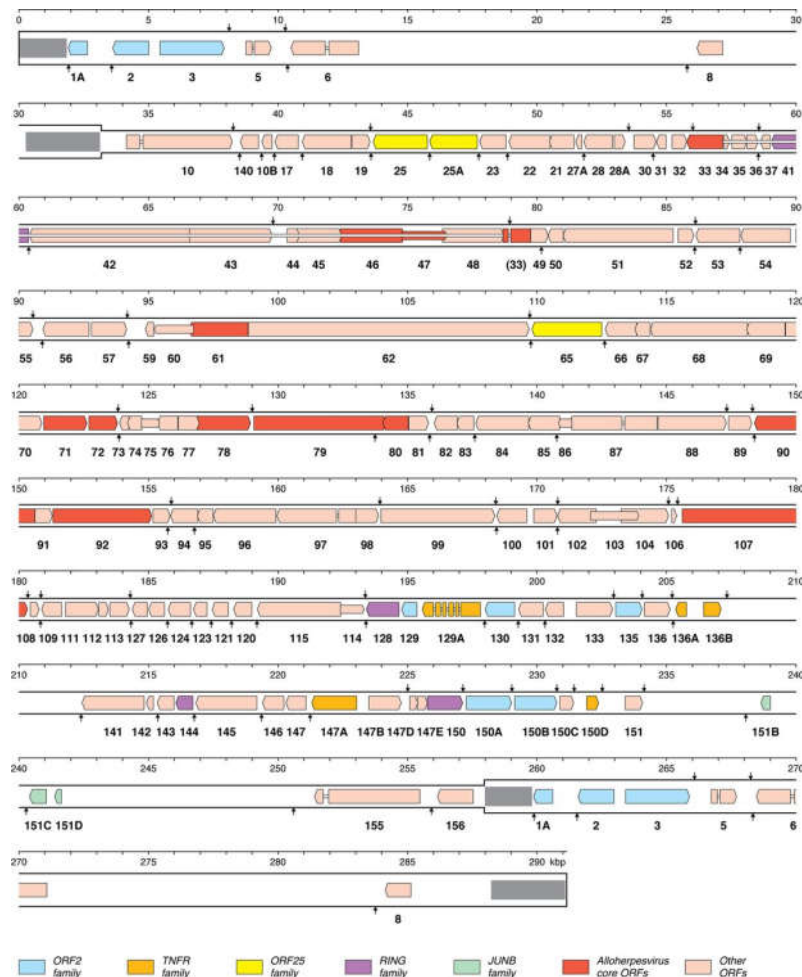 0 5 10 15 20 25 30
1A 2 3 5 6 8
30 35 40 45 50 55 60
10 140 10B 17 18 19 25 25A 23 22 21 27A 28 28A 30 31 32 33 34 35 36 37 41
60 65 70 75 80 85 90
42 43 44 45 46 47 48 (33) 49 50 51 52 53 54
90 95 100 105 110 115 120
55 56 57 59 60 61 62 65 66 67 68 69
120 125 130 135 140 145 150
70 71 72 73 74 75 76 77 78 79 80 81 82 83 84 85 86 87 88 89 90
150 155 160 165 170 175 180
91 92 93 94 95 96 97 98 99 100 101 102 103 104 106 107
180 185 190 195 200 205 210
108 109 111 112 113 127 126 124 123 121 120 115 114 128 129 129A 130 131 132 133 135 136 136A 136B
210 215 220 225 230 235 240
141 142 143 144 145 146 147 147A 147B 147D 147E 150 150A 150B 150C 150D 151 151B
240 245 250 255 260 265 270
151C 151D 155 156 1A 2 3 5 6
270 275 280 285 290 kbp
8
ORF2 family TNFR family ORF25 family RING family JUNB family Alloherpesvirus core ORFs Other ORFs